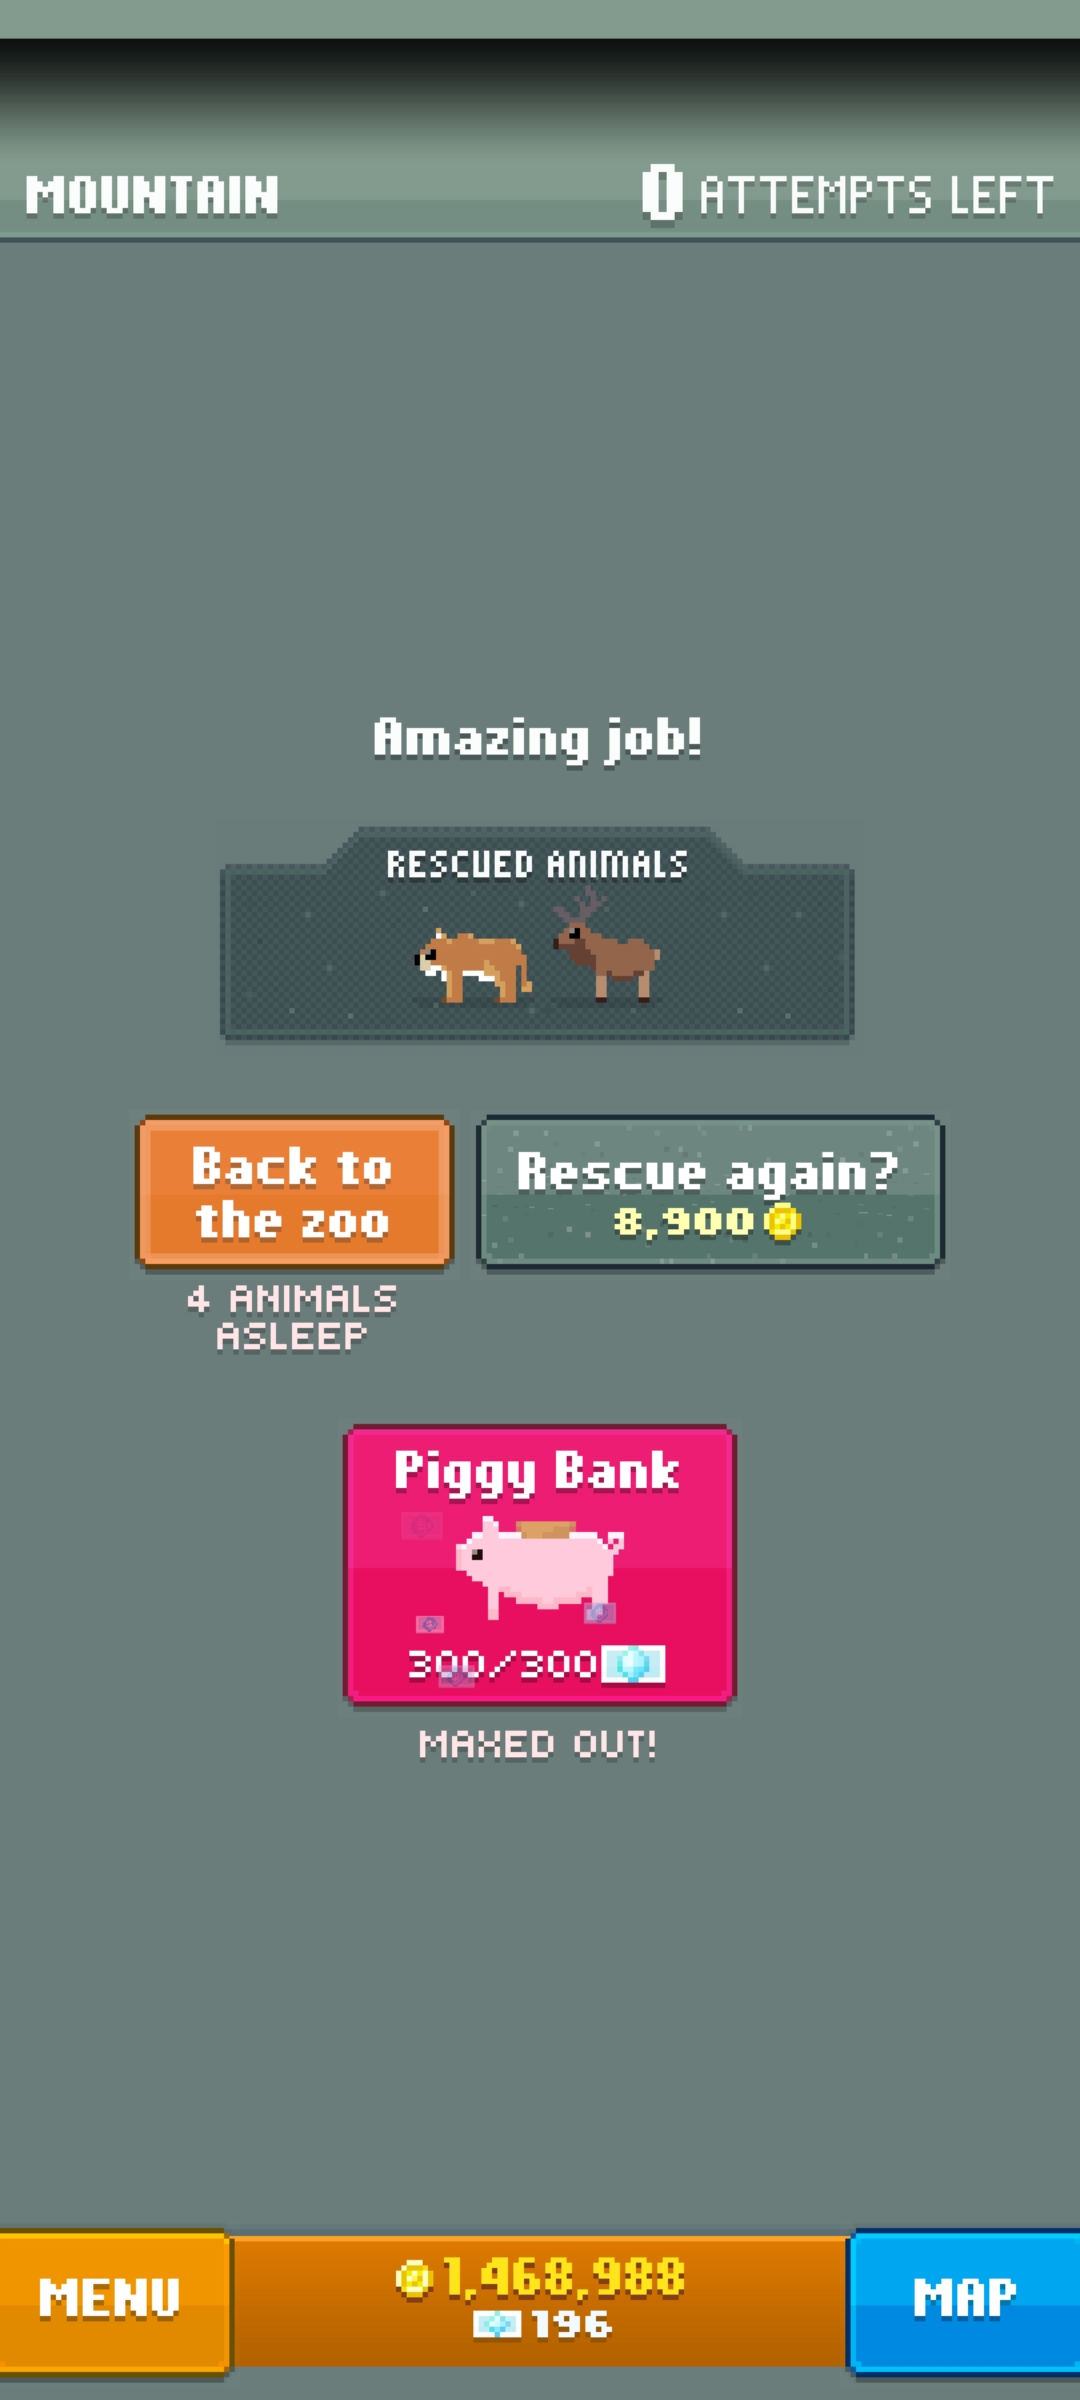 MOUNTAIN
0 ATTEMPTS LEFT
Amazing job!
RESCUED ANIMALS
Back to
the zoo
Rescue again?
8,900
4 ANIMALS
ASLEEP
Piggy Bank
300/300
MAXED OUT!
MENU
1,468,988
196
MAP